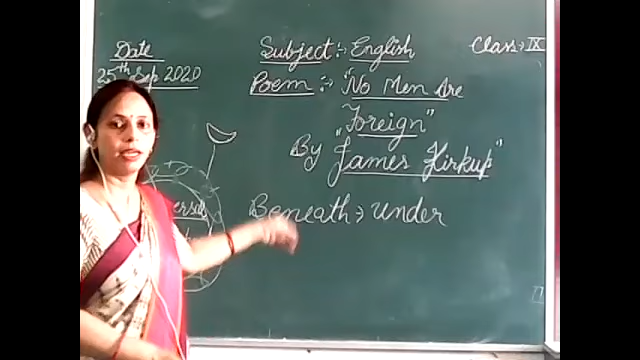 Date
25th Sep 2020
Subject:- English
Class → IX
Poem :- "No Men Are
Foreign"
By James Kirkup"
Beneath → under